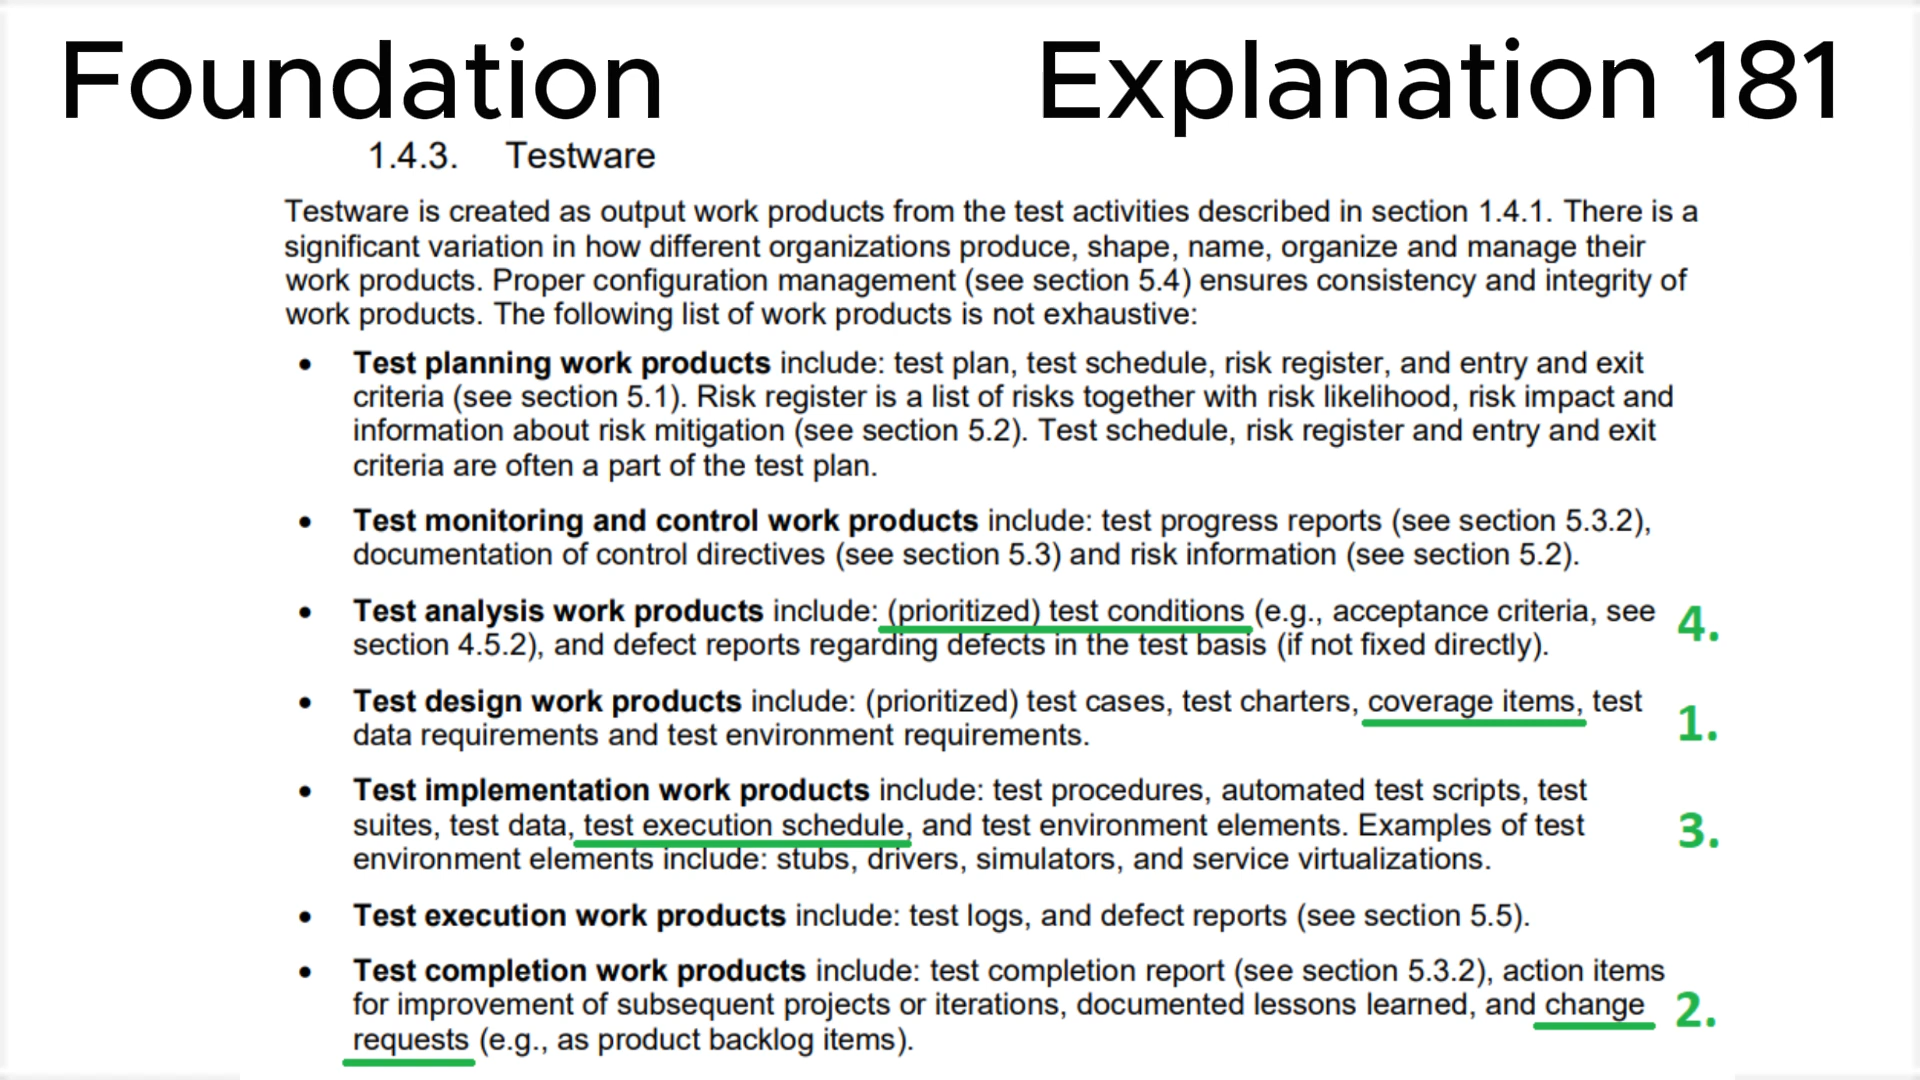 Foundation
Explanation 181
1.4.3. Testware
Testware is created as output work products from the test activities described in section 1.4.1. There is a
significant variation in how different organizations produce, shape, name, organize and manage their
work products. Proper configuration management (see section 5.4) ensures consistency and integrity of
work products. The following list of work products is not exhaustive:
• Test planning work products include: test plan, test schedule, risk register, and entry and exit
criteria (see section 5.1). Risk register is a list of risks together with risk likelihood, risk impact and
information about risk mitigation (see section 5.2). Test schedule, risk register and entry and exit
criteria are often a part of the test plan.
• Test monitoring and control work products include: test progress reports (see section 5.3.2),
documentation of control directives (see section 5.3) and risk information (see section 5.2).
• Test analysis work products include: (prioritized) test conditions (e.g., acceptance criteria, see
4.
section 4.5.2), and defect reports regarding defects in the test basis (if not fixed directly).
• Test design work products include: (prioritized) test cases, test charters, coverage items, test
1.
data requirements and test environment requirements.
• Test implementation work products include: test procedures, automated test scripts, test
suites, test data, test execution schedule, and test environment elements. Examples of test
3.
environment elements include: stubs, drivers, simulators, and service virtualizations.
• Test execution work products include: test logs, and defect reports (see section 5.5).
• Test completion work products include: test completion report (see section 5.3.2), action items
for improvement of subsequent projects or iterations, documented lessons learned, and change
2.
requests (e.g., as product backlog items).